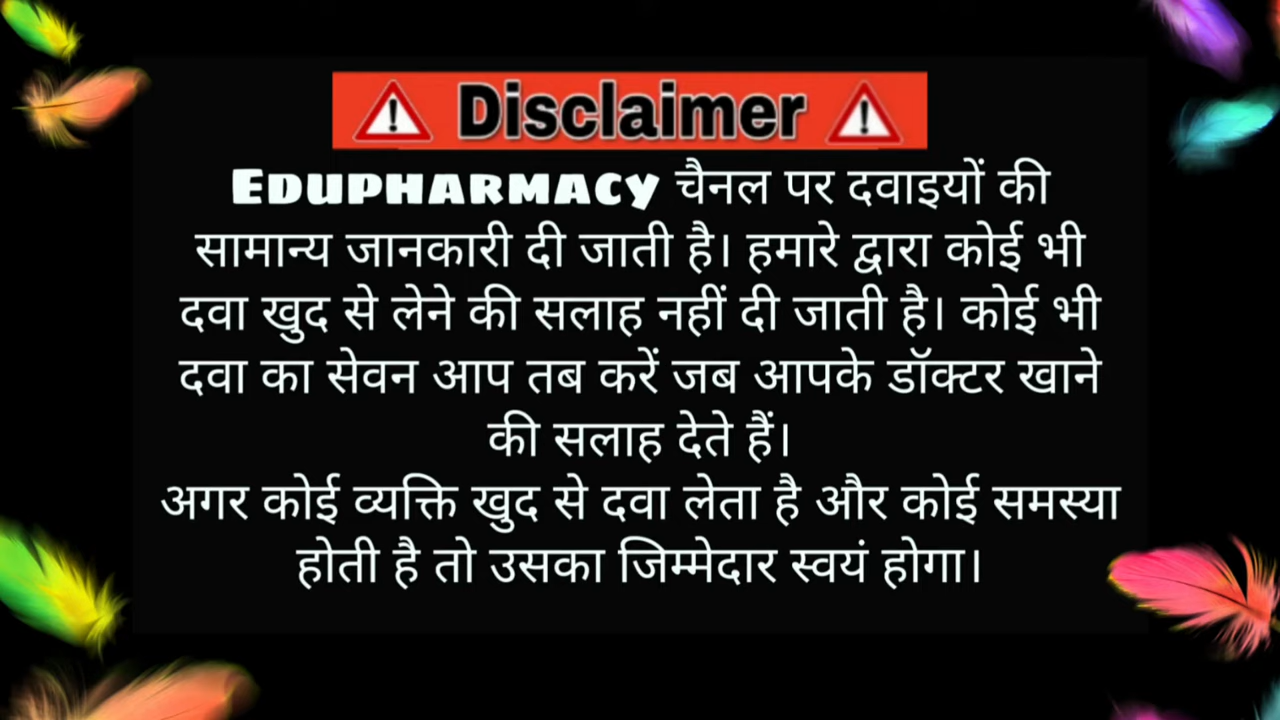 Disclaimer
EDUPHARMACY चैनल पर दवाइयों की
सामान्य जानकारी दी जाती है। हमारे द्वारा कोई भी
दवा खुद से लेने की सलाह नहीं दी जाती है। कोई भी
दवा का सेवन आप तब करें जब आपके डॉक्टर खाने
की सलाह देते हैं।
अगर कोई व्यक्ति खुद से दवा लेता है और कोई समस्या
होती है तो उसका जिम्मेदार स्वयं होगा।